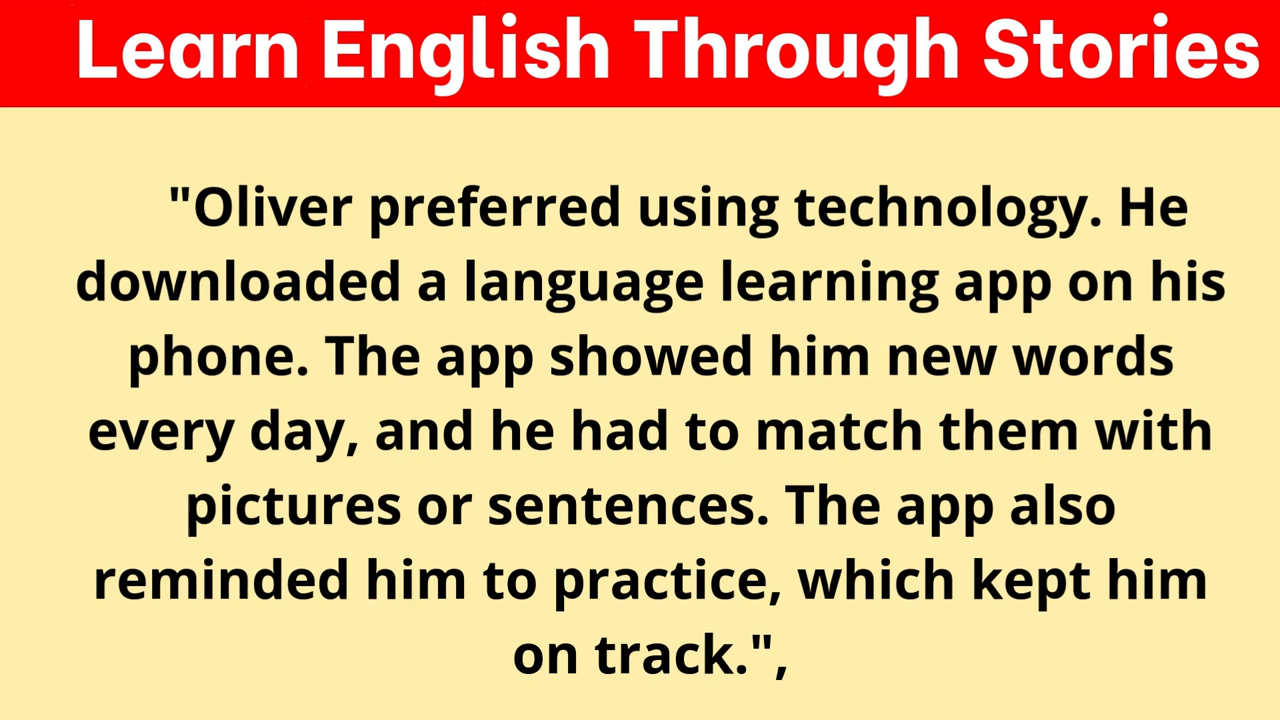 Learn English Through Stories
"Oliver preferred using technology. He
downloaded a language learning app on his
phone. The app showed him new words
every day, and he had to match them with
pictures or sentences. The app also
reminded him to practice, which kept him
on track.",